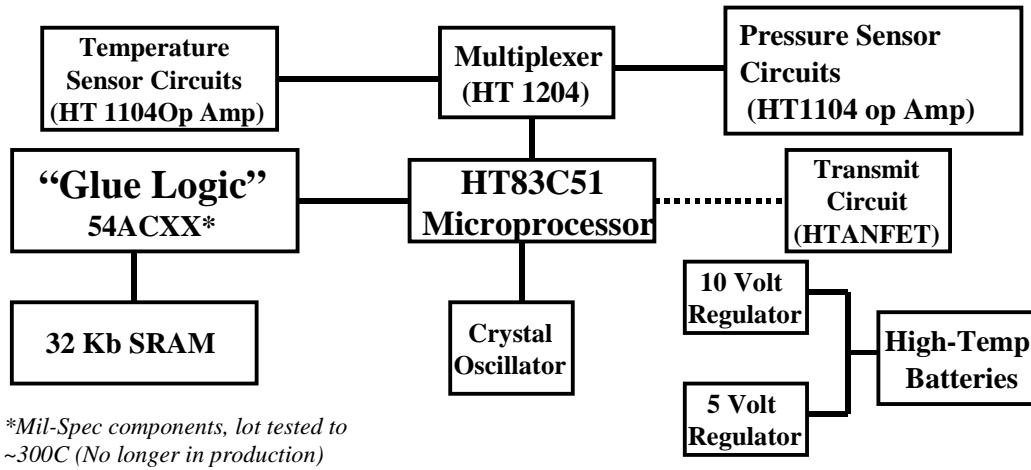 Temperature
Sensor Circuits
(HT 1104Op Amp)
Multiplexer
(HT 1204)
Pressure Sensor
Circuits
(HT1104 op Amp)
“Glue Logic”
54ACXX*
HT83C51
Microprocessor
Transmit
Circuit
(HTANFET)
32 Kb SRAM
Crystal
Oscillator
10 Volt
Regulator
5 Volt
Regulator
High-Temp.
Batteries
*Mil-Spec components, lot tested to
~300C (No longer in production)